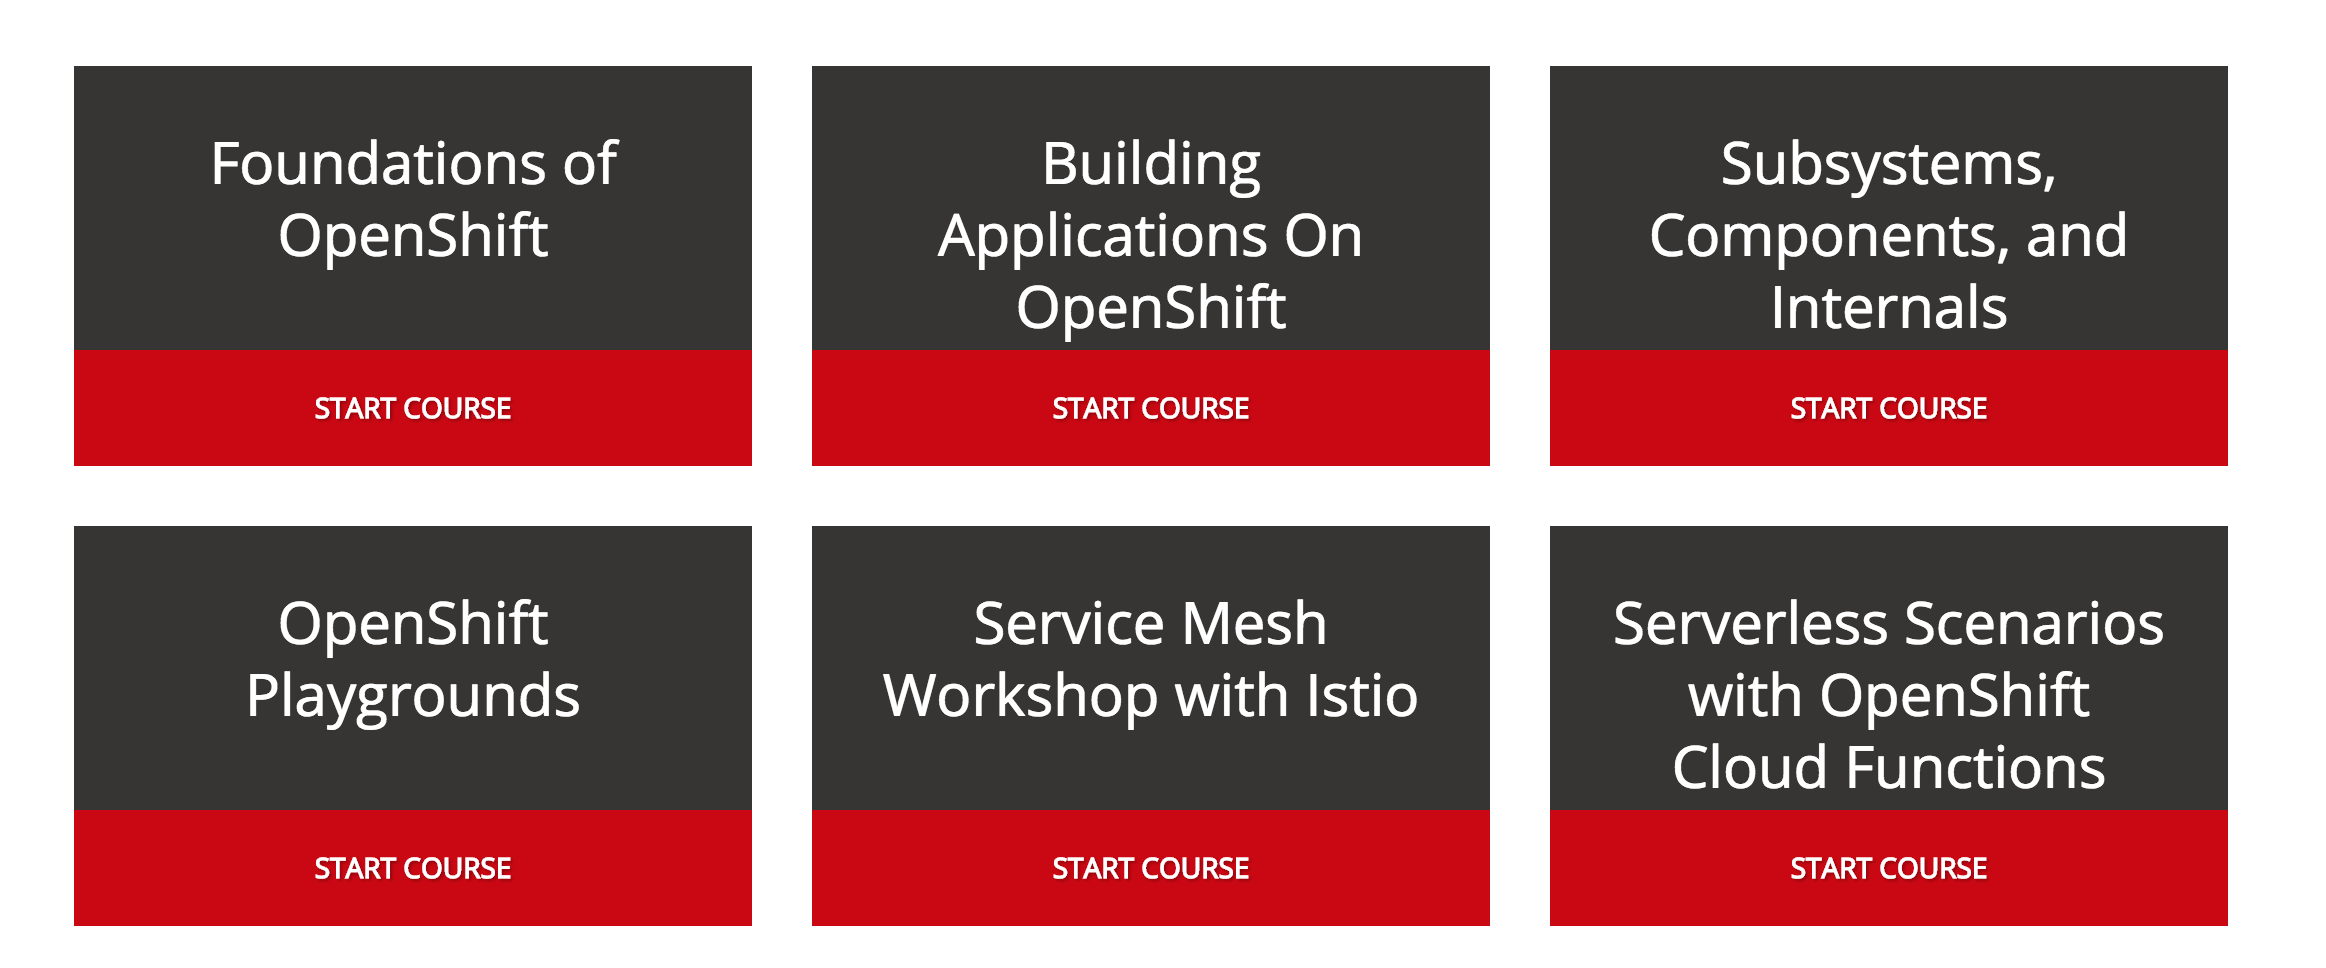 Foundations of
OpenShift
START COURSE
Building
Applications On
OpenShift
START COURSE
Subsystems,
Components, and
Internals
START COURSE
OpenShift
Playgrounds
START COURSE
Service Mesh
Workshop with Istio
START COURSE
Serverless Scenarios
with OpenShift
Cloud Functions
START COURSE